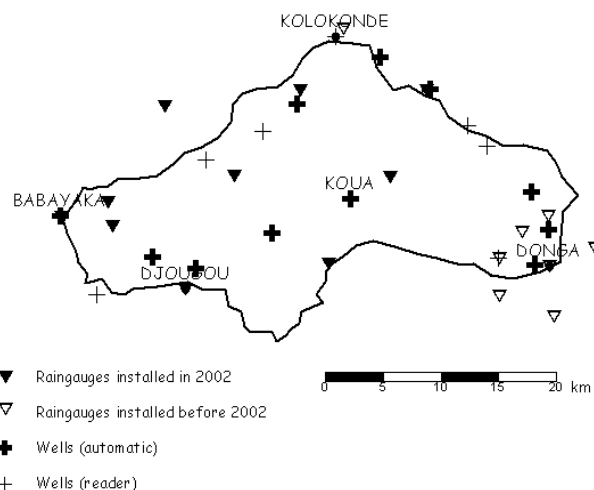 KOLOKONDE
KOUA
BABAYAKA
DONGA
DJOUGOU
Raingauges installed in 2002
Raingauges installed before 2002
Wells (automatic)
Wells (reader)
0 5 10 15 20 km